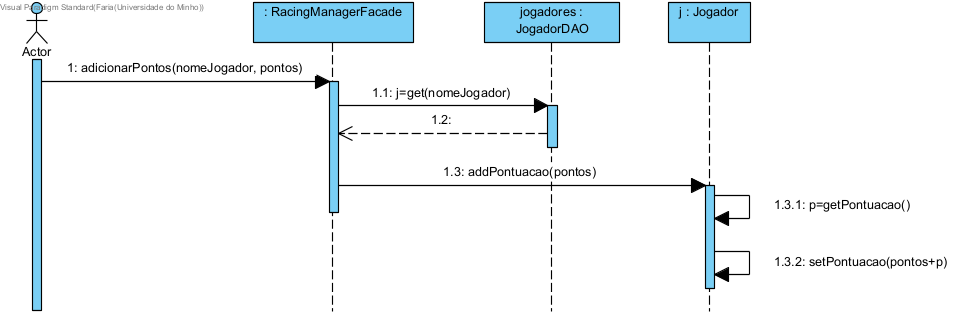 Visual Paradigm Standard(Faria(Universidade do Minho))
: RacingManagerFacade
jogadores :
JogadorDAO
j : Jogador
Actor
1: adicionarPontos(nomeJogador, pontos)
1.1: j=get(nomeJogador)
1.2:
1.3: addPontuacao(pontos)
1.3.1: p=getPontuacao()
1.3.2: setPontuacao(pontos+p)